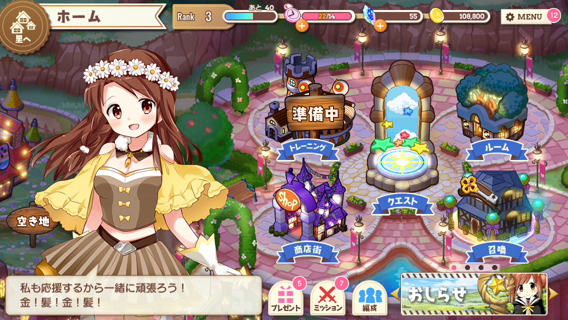 里へ
ホーム
Rank 3
あと 40
22/14
55
108,800
MENU
12
準備中
トレーニング
ルーム
クエスト
Shop
商店街
召喚
空き地
私も応援するから一緒に頑張ろう!
金!髪!金!髪!
5
プレゼント
7
ミッション
編成
おしらせ